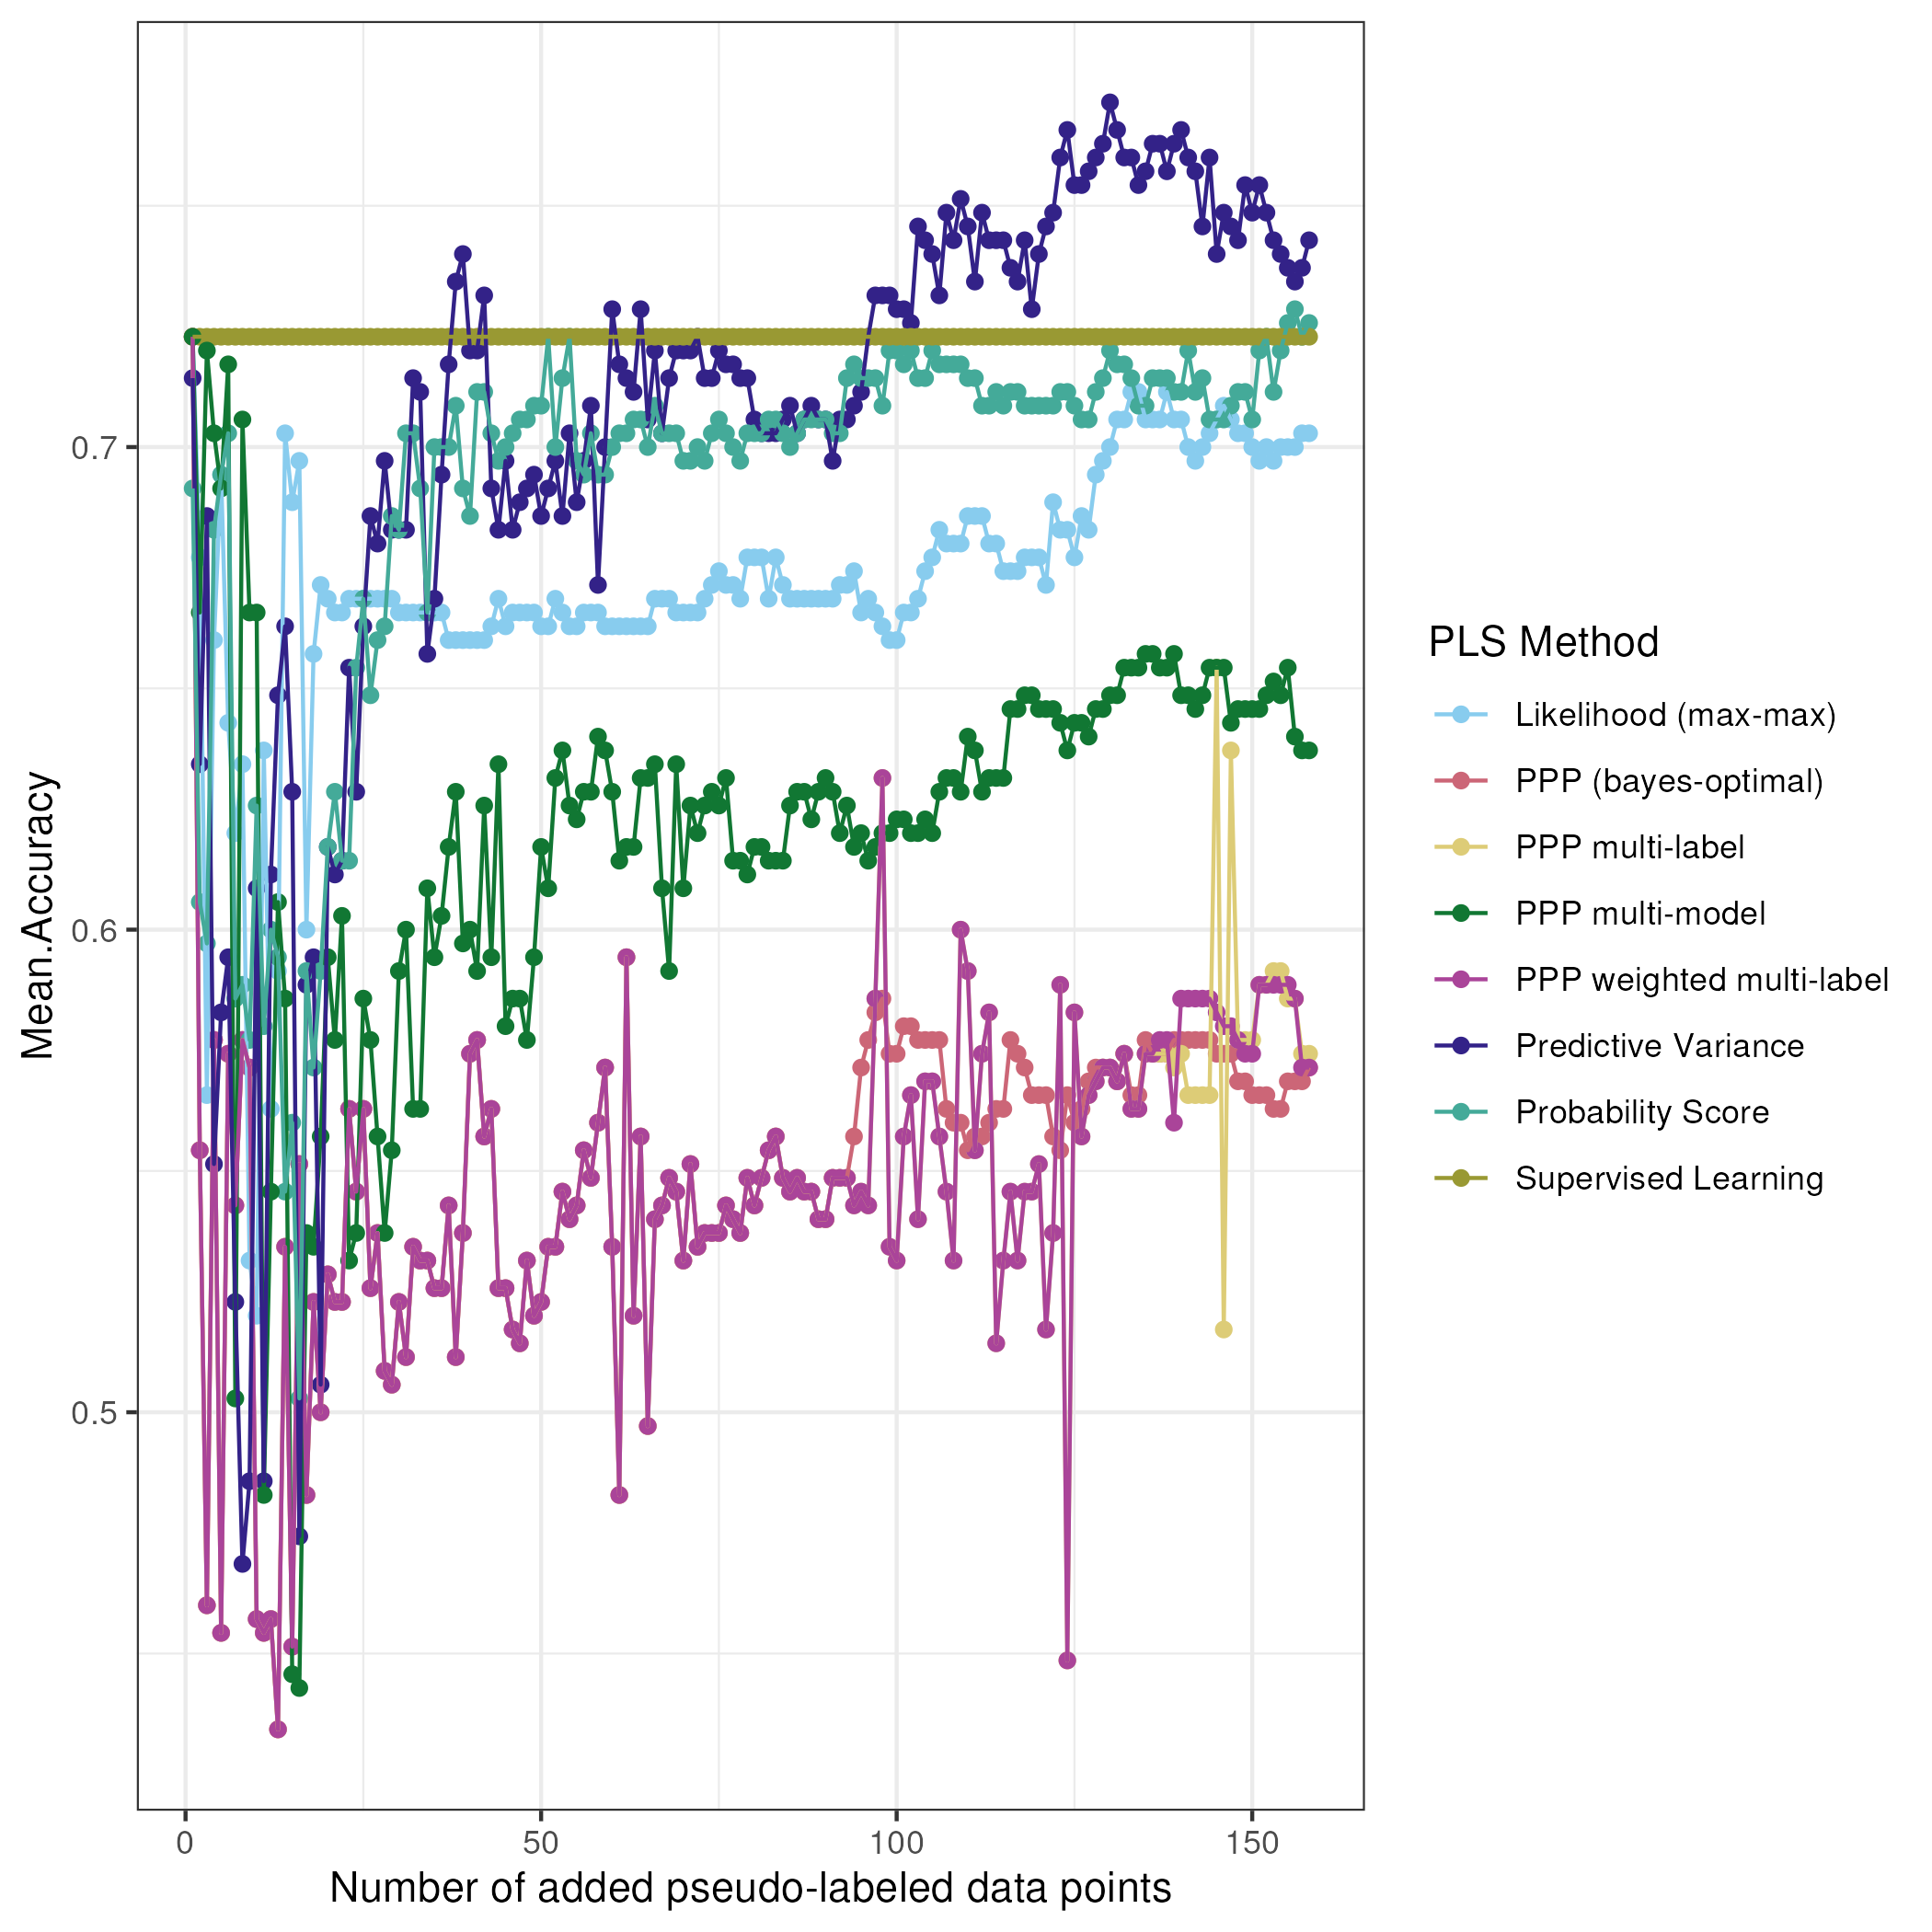 Mean.Accuracy
0.7
0.6
0.5
0
50
100
150
Number of added pseudo-labeled data points
PLS Method
Likelihood (max-max)
PPP (bayes-optimal)
PPP multi-label
PPP multi-model
PPP weighted multi-label
Predictive Variance
Probability Score
Supervised Learning